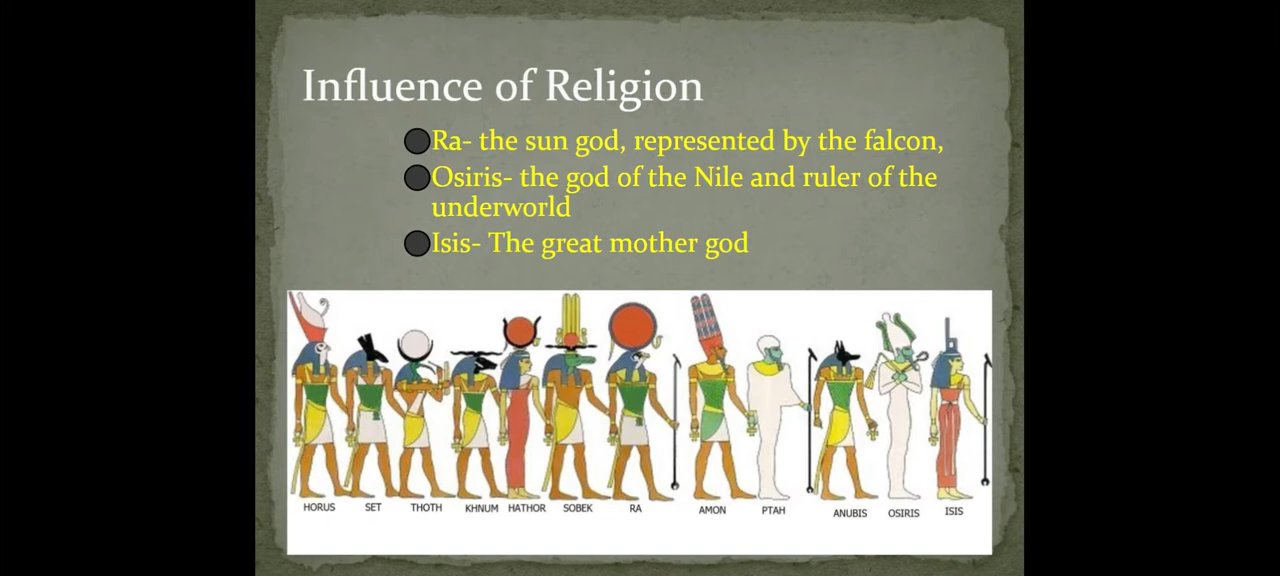 Influence of Religion
Ra- the sun god, represented by the falcon,
Osiris- the god of the Nile and ruler of the
underworld
Isis- The great mother god
HORUS SET THOTH KHNUM HATHOR SOBEK RA AMON PTAH ANUBIS OSIRIS ISIS